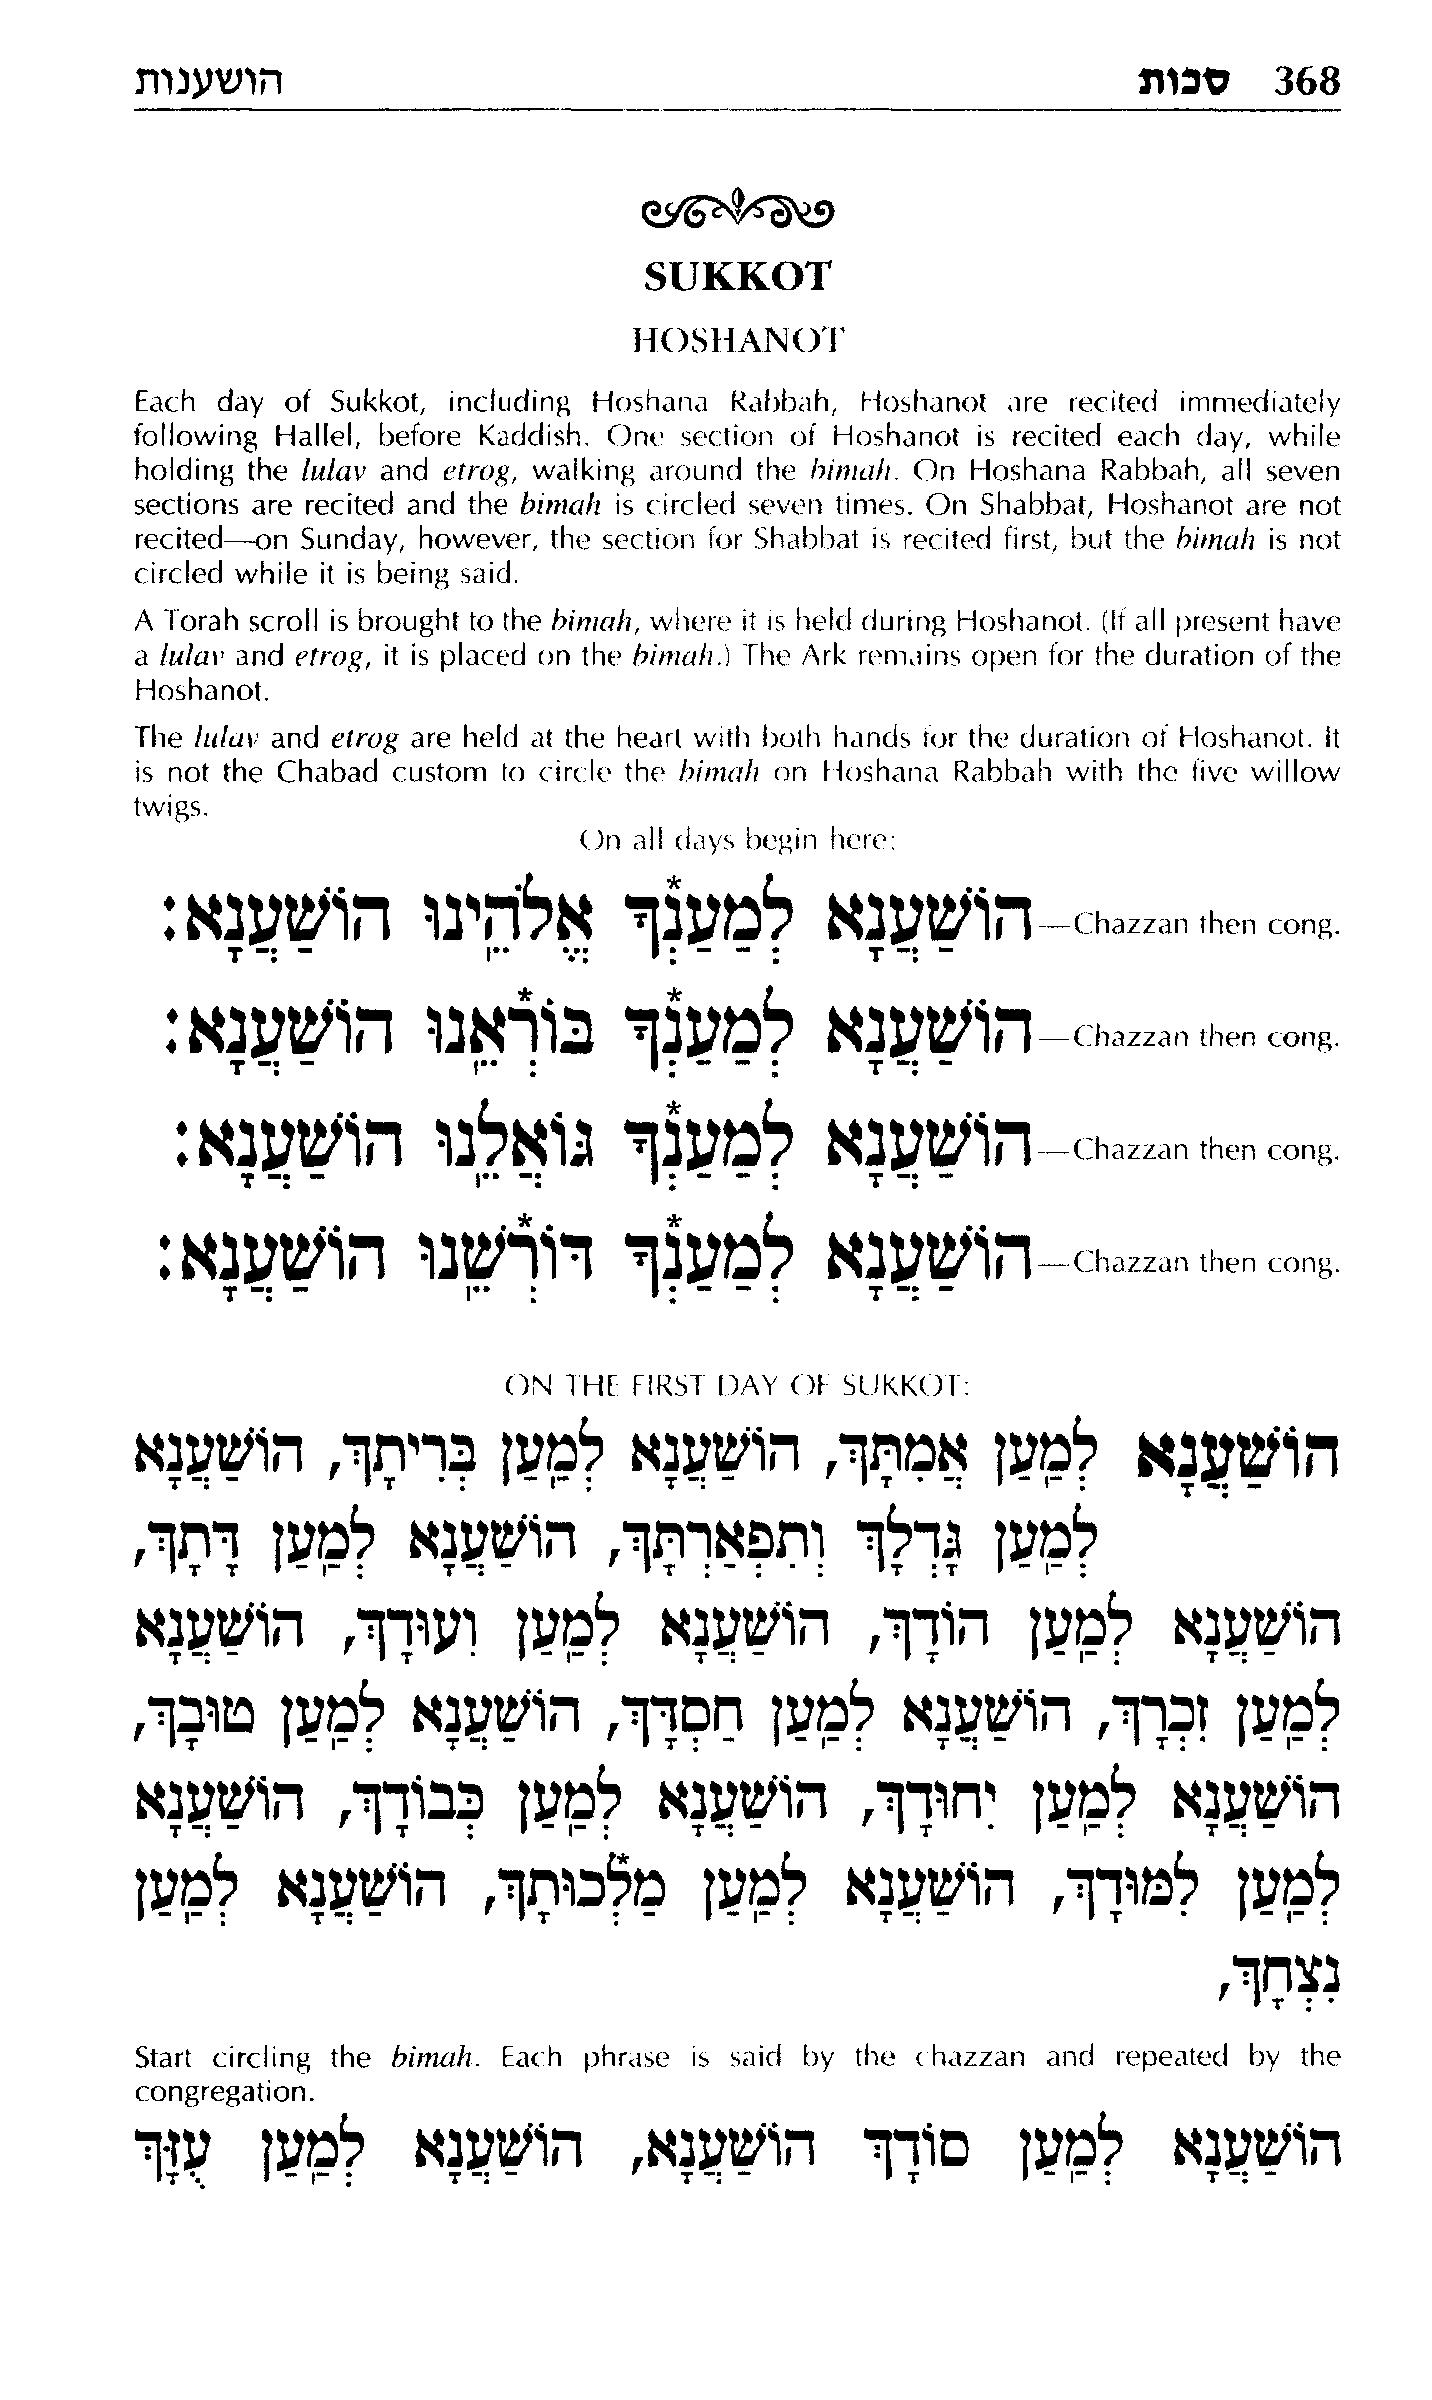 368 סכות הושענות
SUKKOT
HOSHANOT
Each day of Sukkot, including Hoshana Rabbah, Hoshanot are recited immediately
following Hallel, before Kaddish. One section of Hoshanot is recited each day, while
holding the lulav and etrog, walking around the bimah. On Hoshana Rabbah, all seven
sections are recited and the bimah is circled seven times. On Shabbat, Hoshanot are not
recited—on Sunday, however, the section for Shabbat is recited first, but the bimah is not
circled while it is being said.
A Torah scroll is brought to the bimah, where it is held during Hoshanot. (If all present have
a lulav and etrog, it is placed on the bimah.) The Ark remains open for the duration of the
Hoshanot.
The lulav and etrog are held at the heart with both hands for the duration of Hoshanot. It
is not the Chabad custom to circle the bimah on Hoshana Rabbah with the five willow
twigs.
On all days begin here:
Chazzan then cong.—הוֹשַׁעֲנָא לְמַעַנְ֯ךָ אֱלֹהֵֽינוּ הוֹשַׁעֲנָא:
Chazzan then cong.—הוֹשַׁעֲנָא לְמַעַנְ֯ךָ בּוֹרְ֯אֵֽנוּ הוֹשַׁעֲנָא:
Chazzan then cong.—הוֹשַׁעֲנָא לְמַעַנְ֯ךָ גּוֹאֲלֵֽנוּ הוֹשַׁעֲנָא:
Chazzan then cong.—הוֹשַׁעֲנָא לְמַעַנְ֯ךָ דּוֹרְ֯שֵֽׁנוּ הוֹשַׁעֲנָא:
ON THE FIRST DAY OF SUKKOT:
הוֹשַׁעֲנָא לְמַֽעַן אֲמִתָּךְ, הוֹשַׁעֲנָא לְמַֽעַן בְּרִיתָךְ, הוֹשַׁעֲנָא
לְמַֽעַן גָּדְלָךְ וְתִפְאַרְתָּךְ, הוֹשַׁעֲנָא לְמַֽעַן דָּתָךְ,
הוֹשַׁעֲנָא לְמַֽעַן הוֹדָךְ, הוֹשַׁעֲנָא לְמַֽעַן וִעוּדָךְ, הוֹשַׁעֲנָא
לְמַֽעַן זִכְרָךְ, הוֹשַׁעֲנָא לְמַֽעַן חַסְדָּךְ, הוֹשַׁעֲנָא לְמַֽעַן טוּבָךְ,
הוֹשַׁעֲנָא לְמַֽעַן יִחוּדָךְ, הוֹשַׁעֲנָא לְמַֽעַן כְּבוֹדָךְ, הוֹשַׁעֲנָא
לְמַֽעַן לִמּוּדָךְ, הוֹשַׁעֲנָא לְמַֽעַן מַלְ֯כוּתָךְ, הוֹשַׁעֲנָא לְמַֽעַן
נִצְחָךְ,
Start circling the bimah. Each phrase is said by the chazzan and repeated by the
congregation.
הוֹשַׁעֲנָא לְמַֽעַן סוֹדָךְ הוֹשַׁעֲנָא, הוֹשַׁעֲנָא לְמַֽעַן עֻזָּךְ